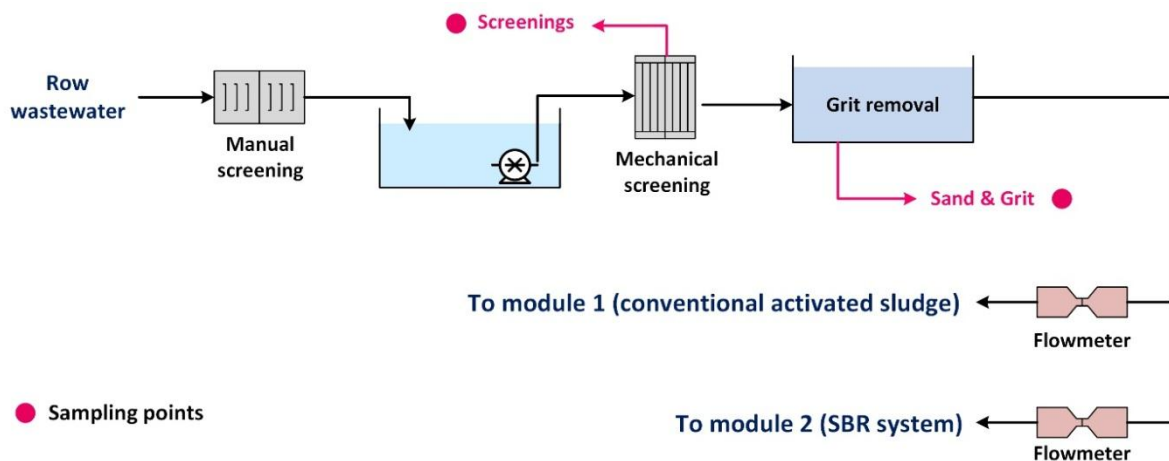 Screenings
Row
wastewater
Manual
screening
Mechanical
screening
Grit removal
Sand & Grit
To module 1 (conventional activated sludge)
Flowmeter
Sampling points
To module 2 (SBR system)
Flowmeter